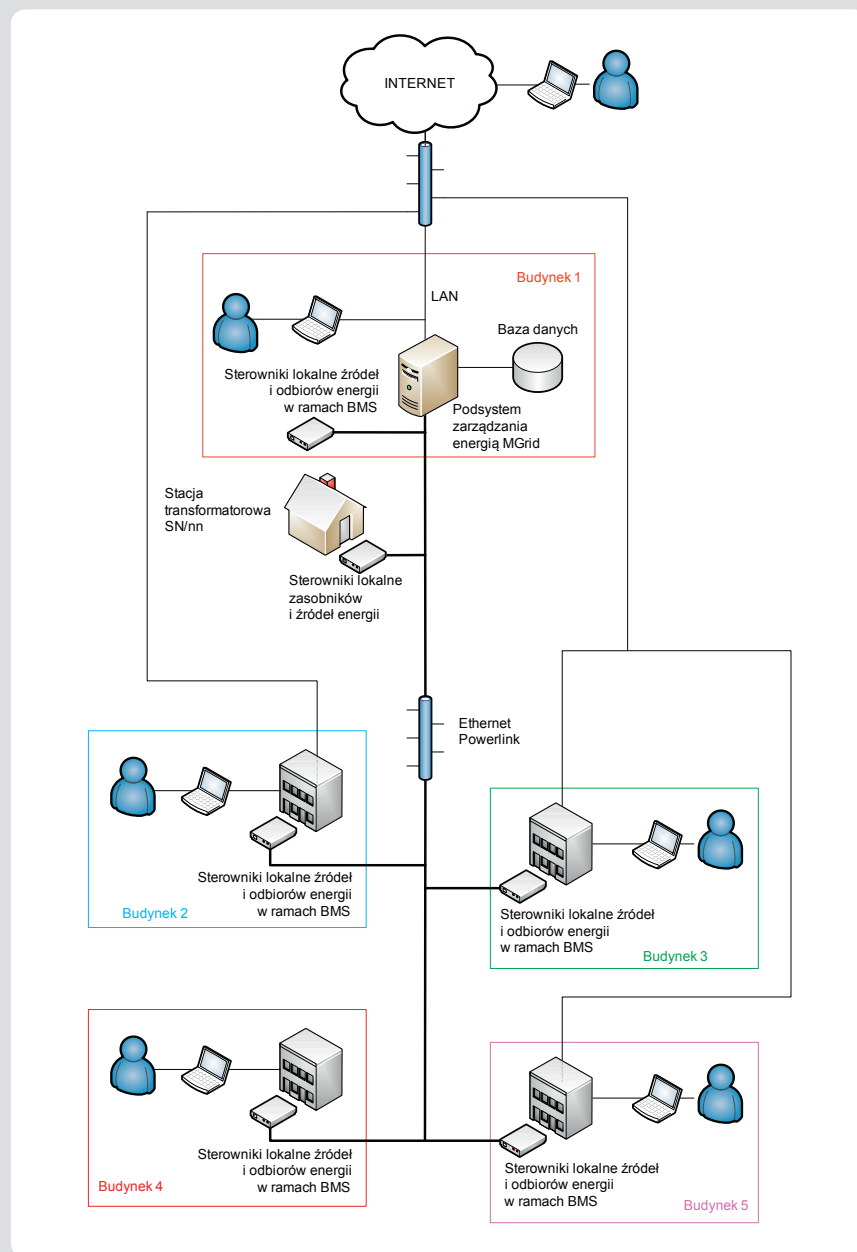 INTERNET
Budynek 1
LAN
Baza danych
Sterowniki lokalne źródeł
i odbiorów energii
w ramach BMS
Podsystem
zarządzania
energią MGrid
Stacja
transformatorowa
SN/nn
Sterowniki lokalne
zasobników
i źródeł energii
Ethernet
Powerlink
Sterowniki lokalne źródeł
i odbiorów energii
w ramach BMS
Budynek 2
Sterowniki lokalne źródeł
i odbiorów energii
w ramach BMS
Budynek 3
Sterowniki lokalne źródeł
i odbiorów energii
w ramach BMS
Budynek 4
Sterowniki lokalne źródeł
i odbiorów energii
w ramach BMS
Budynek 5